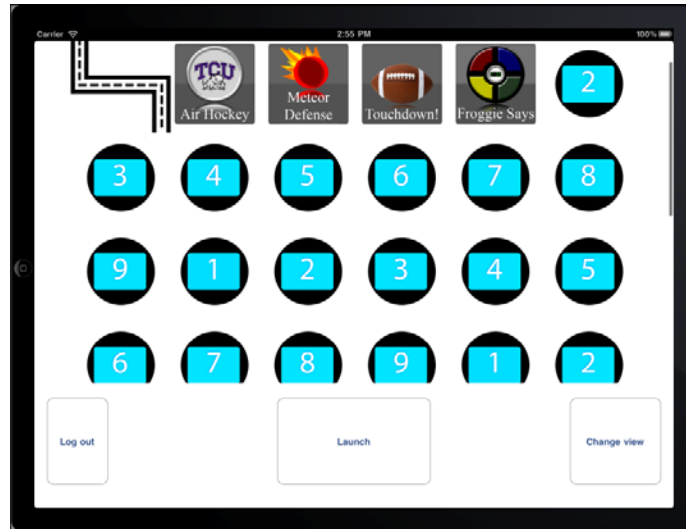 Carrier 2:55 PM 100%
TCU
Air Hockey
Meteor
Defense
Touchdown!
Froggie Says
2
3 4 5 6 7 8
9 1 2 3 4 5
6 7 8 9 1 2
Log out Launch Change view